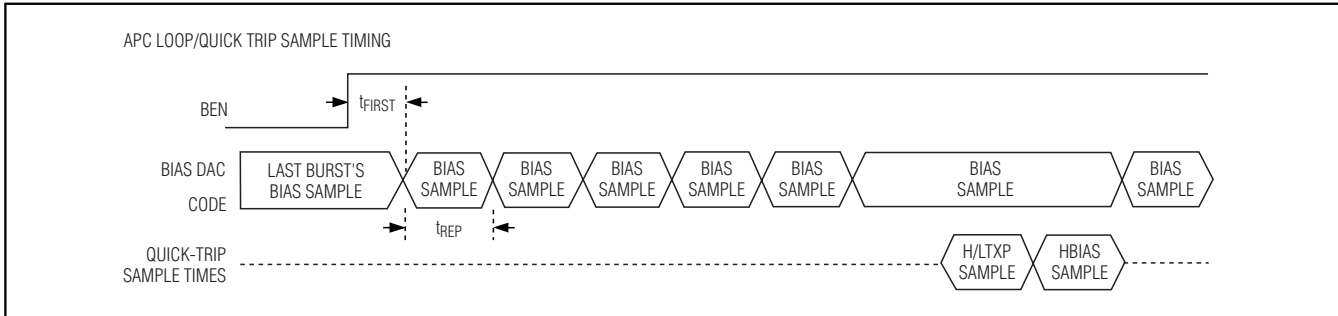 APC LOOP/QUICK TRIP SAMPLE TIMING
BEN
tFIRST
BIAS DAC
CODE
LAST BURST'S
BIAS SAMPLE
BIAS
SAMPLE
BIAS
SAMPLE
BIAS
SAMPLE
BIAS
SAMPLE
BIAS
SAMPLE
BIAS
SAMPLE
BIAS
SAMPLE
tREP
QUICK-TRIP
SAMPLE TIMES
H/LTXP
SAMPLE
HBIAS
SAMPLE